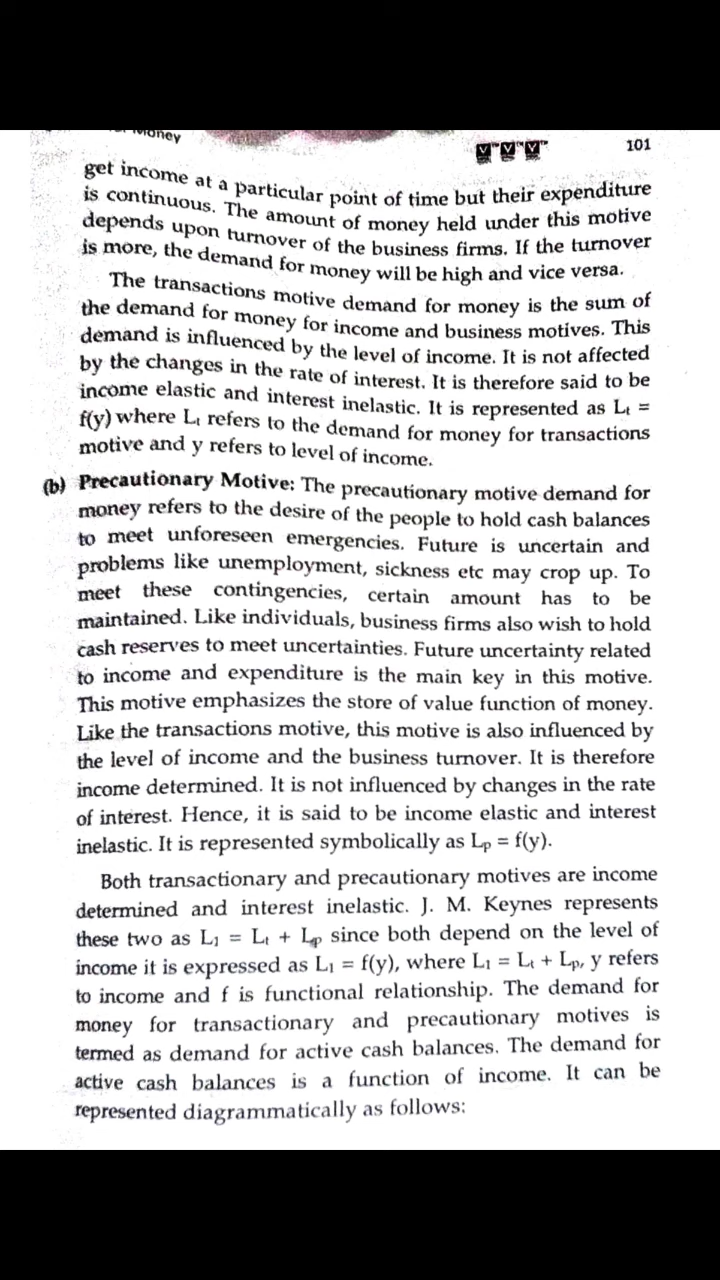 Money
101
get income at a particular point of time but their expenditure
is continuous. The amount of money held under this motive
depends upon turnover of the business firms. If the turnover
is more, the demand for money will be high and vice versa.
The transactions motive demand for money is the sum of
the demand for money for income and business motives. This
demand is influenced by the level of income. It is not affected
by the changes in the rate of interest. It is therefore said to be
income elastic and interest inelastic. It is represented as Lₜ =
f(y) where Lₜ refers to the demand for money for transactions
motive and y refers to level of income.
(b) Precautionary Motive: The precautionary motive demand for
money refers to the desire of the people to hold cash balances
to meet unforeseen emergencies. Future is uncertain and
problems like unemployment, sickness etc may crop up. To
meet these contingencies, certain amount has to be
maintained. Like individuals, business firms also wish to hold
cash reserves to meet uncertainties. Future uncertainty related
to income and expenditure is the main key in this motive.
This motive emphasizes the store of value function of money.
Like the transactions motive, this motive is also influenced by
the level of income and the business turnover. It is therefore
income determined. It is not influenced by changes in the rate
of interest. Hence, it is said to be income elastic and interest
inelastic. It is represented symbolically as Lₚ = f(y).
Both transactionary and precautionary motives are income
determined and interest inelastic. J. M. Keynes represents
these two as L₁ = Lₜ + Lₚ since both depend on the level of
income it is expressed as L₁ = f(y), where L₁ = Lₜ + Lₚ, y refers
to income and f is functional relationship. The demand for
money for transactionary and precautionary motives is
termed as demand for active cash balances. The demand for
active cash balances is a function of income. It can be
represented diagrammatically as follows: